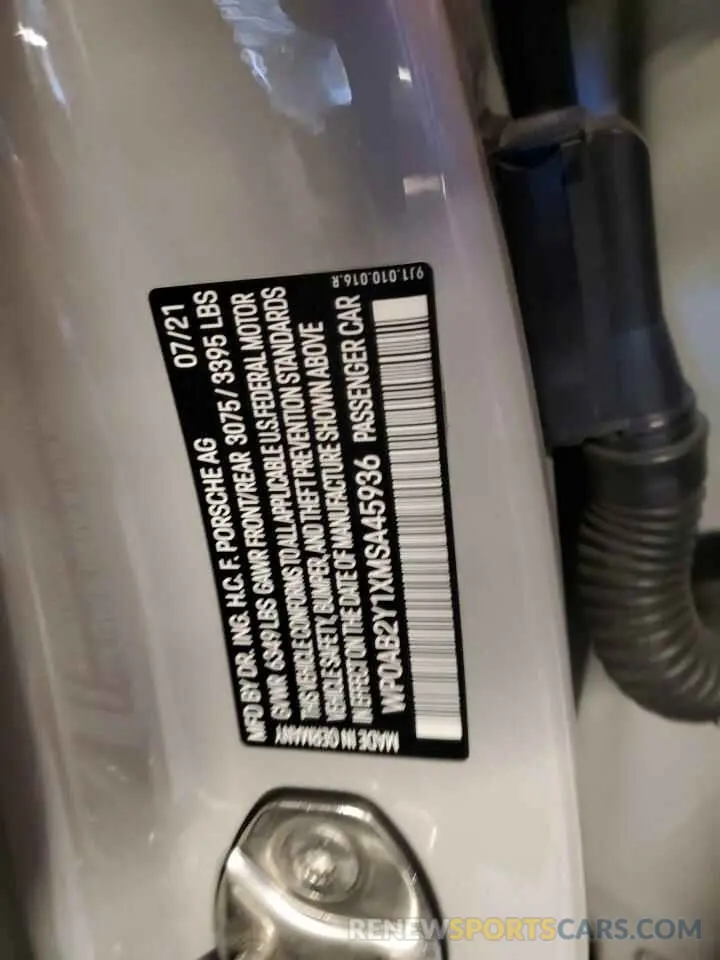 9J1.010.016.R
MFD BY DR. ING. H.C. F. PORSCHE AG 07/21
GVWR 6349 LBS GAWR FRONT/REAR 3075 / 3395 LBS
THIS VEHICLE CONFORMS TO ALL APPLICABLE U.S. FEDERAL MOTOR
VEHICLE SAFETY, BUMPER, AND THEFT PREVENTION STANDARDS
IN EFFECT ON THE DATE OF MANUFACTURE SHOWN ABOVE
WP0AB2Y1XMSA45936 PASSENGER CAR
MADE IN GERMANY
RENEWSPORTSCARS.COM